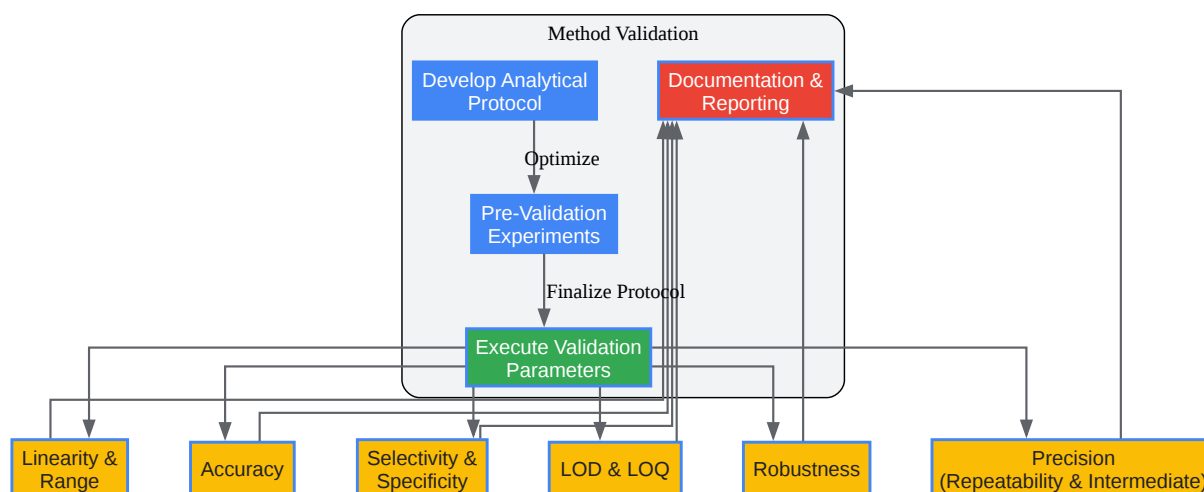 Method Validation
Develop Analytical
Protocol
Documentation &
Reporting
Optimize
Pre-Validation
Experiments
Finalize Protocol
Execute Validation
Parameters
Linearity &
Range
Accuracy
Selectivity &
Specificity
LOD & LOQ
Robustness
Precision
(Repeatability & Intermediate)